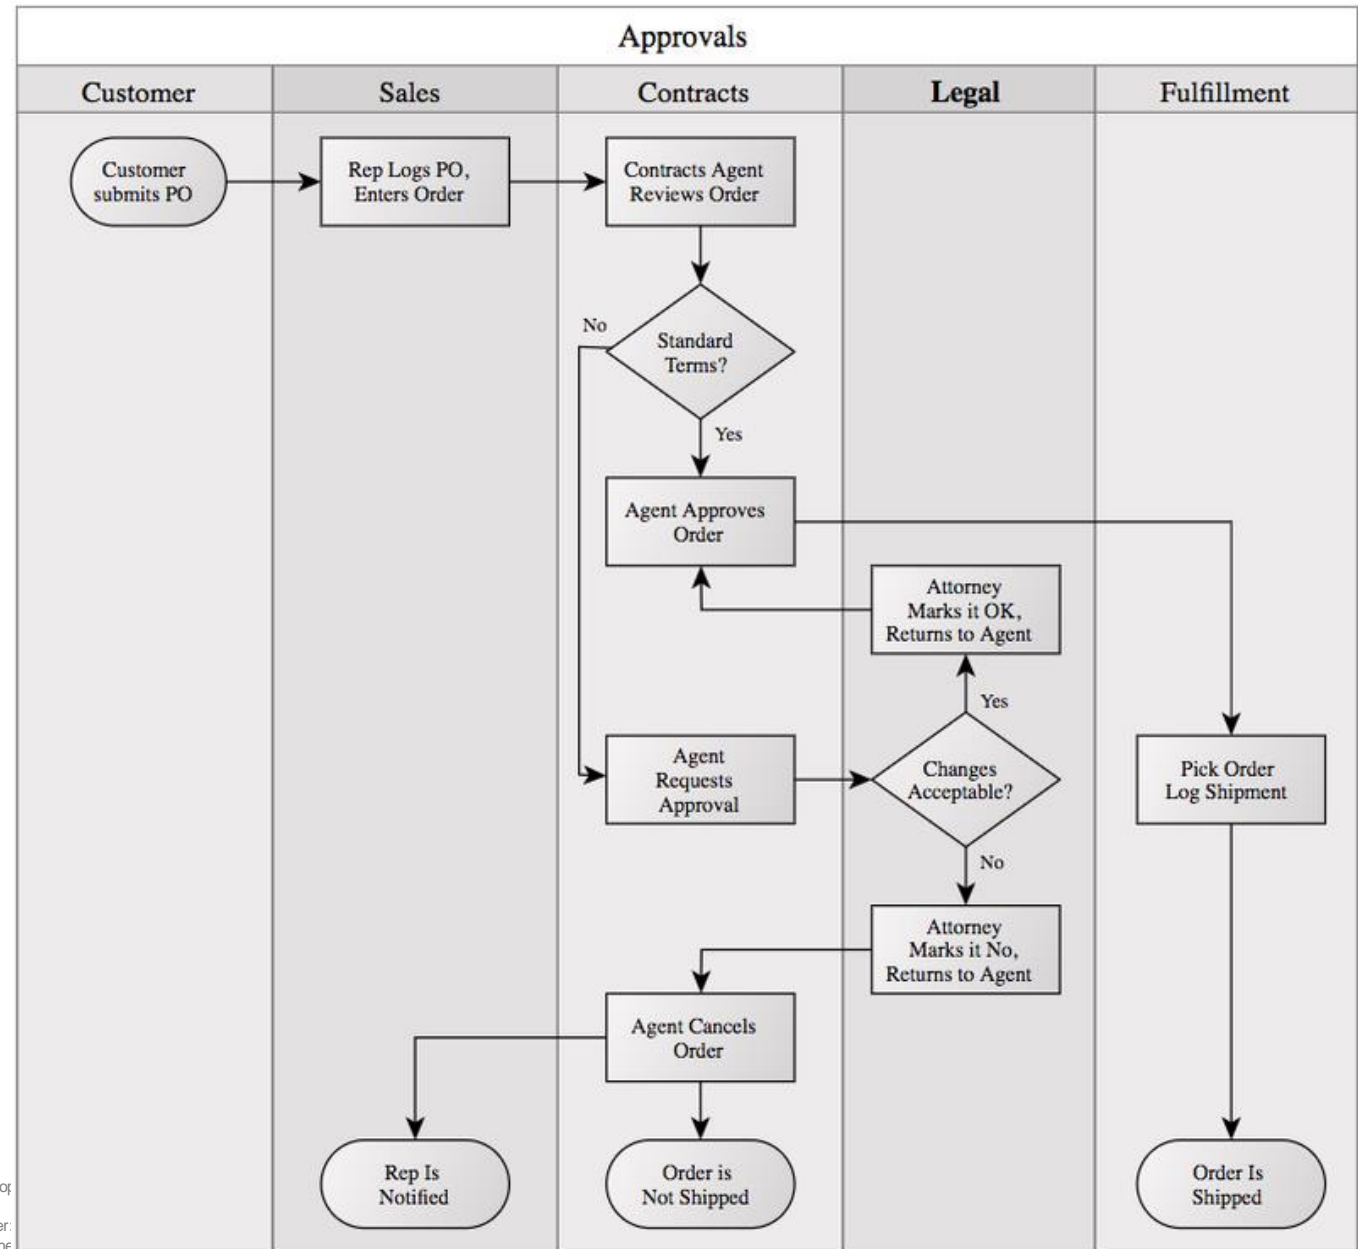 Approvals
Customer
Sales
Contracts
Legal
Fulfillment
Customer
submits PO
Rep Logs PO,
Enters Order
Contracts Agent
Reviews Order
No
Standard
Terms?
Yes
Agent Approves
Order
Attorney
Marks it OK,
Returns to Agent
Yes
Agent
Requests
Approval
Changes
Acceptable?
Pick Order
Log Shipment
No
Attorney
Marks it No,
Returns to Agent
Agent Cancels
Order
Rep Is
Notified
Order is
Not Shipped
Order Is
Shipped